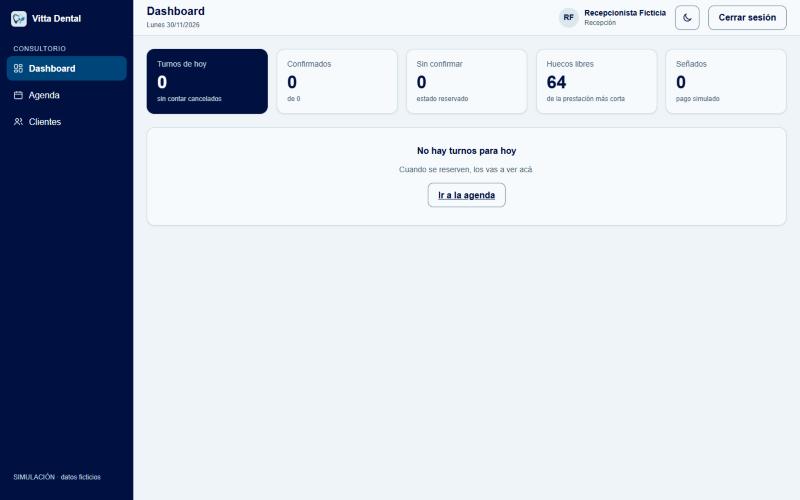 Vitta Dental
CONSULTORIO
Dashboard
Agenda
Clientes
SIMULACIÓN · datos ficticios
Dashboard
Lunes 30/11/2026
RF
Recepcionista Ficticia
Recepción
Cerrar sesión
Turnos de hoy
0
sin contar cancelados
Confirmados
0
de 0
Sin confirmar
0
estado reservado
Huecos libres
64
de la prestación más corta
Señados
0
pago simulado
No hay turnos para hoy
Cuando se reserven, los vas a ver acá
Ir a la agenda